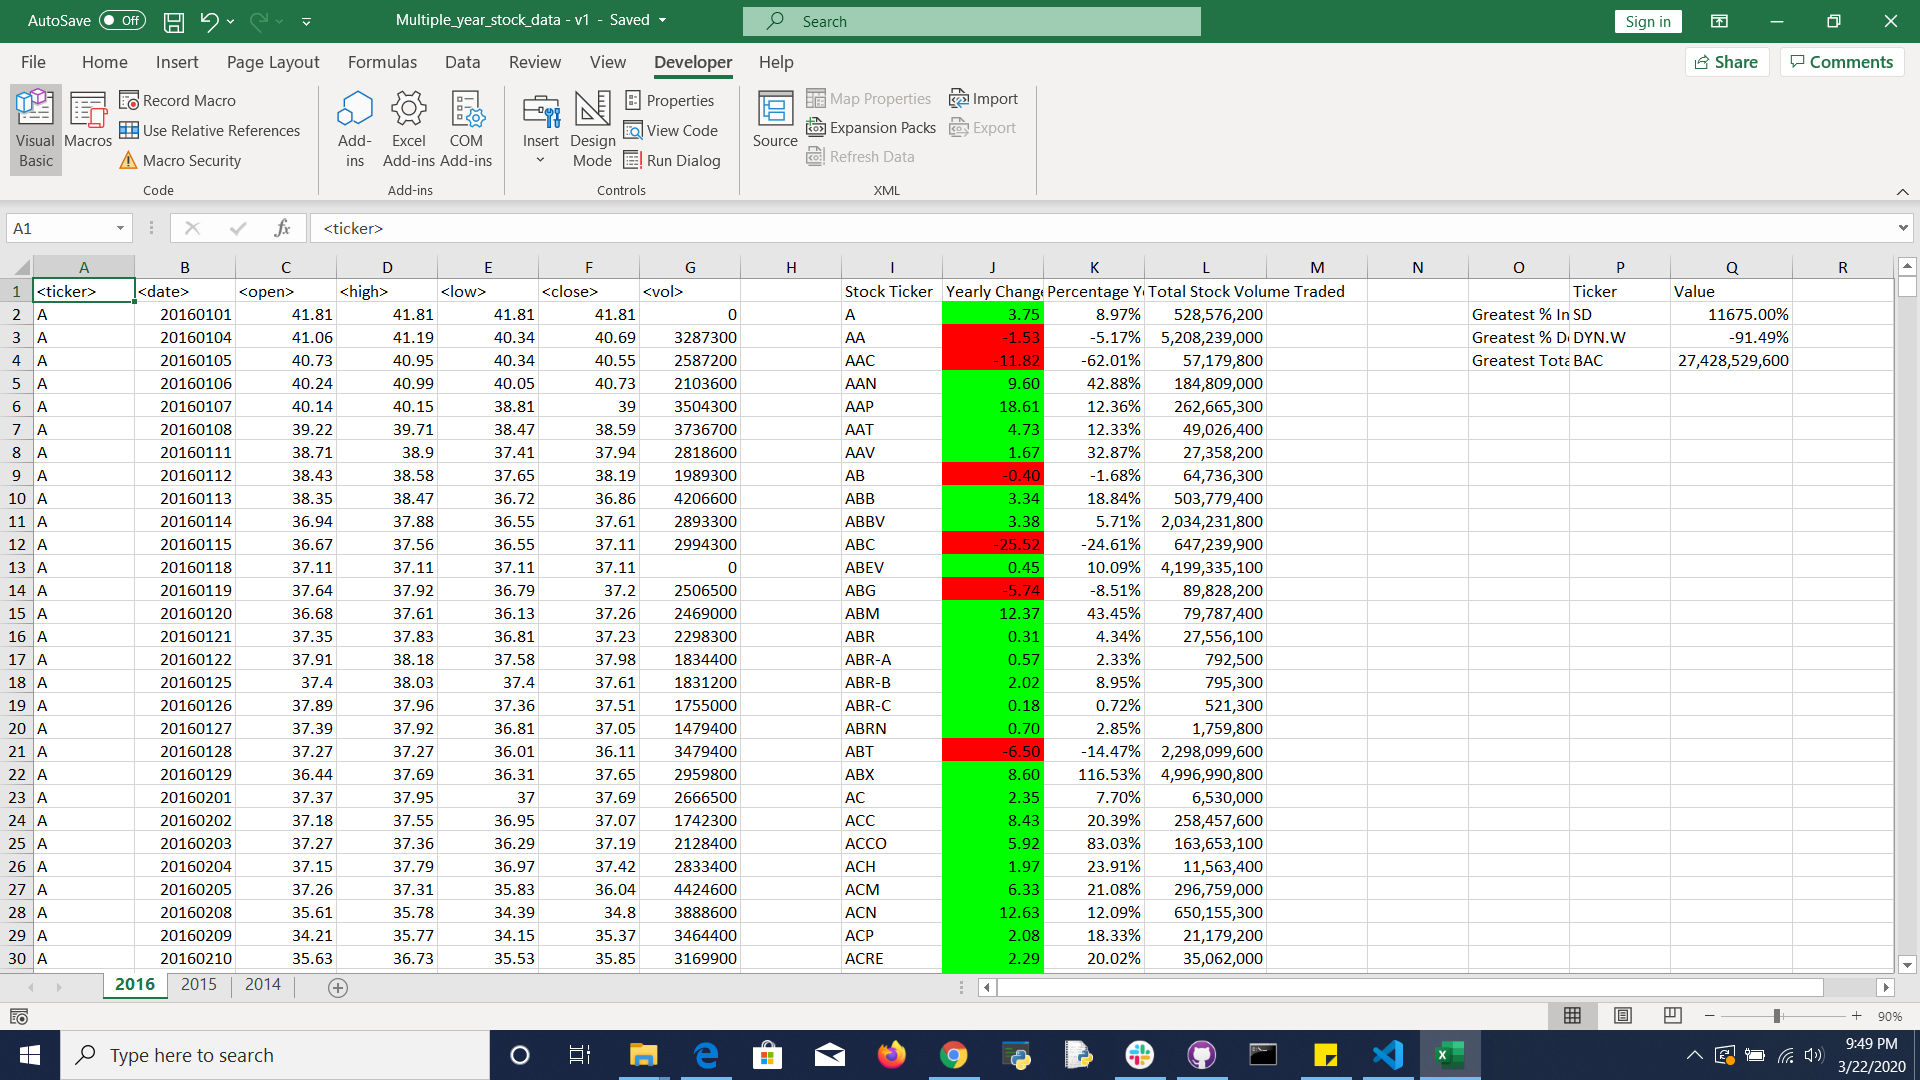 AutoSave Off Multiple_year_stock_data - v1 - Saved Search Sign in
File Home Insert Page Layout Formulas Data Review View Developer Help Share Comments
Visual Basic Macros Record Macro Use Relative References Macro Security Add-ins Excel Add-ins COM Add-ins Insert Design Mode Properties View Code Run Dialog Source Map Properties Expansion Packs Refresh Data Import Export
Code Add-ins Controls XML
A1 fx <ticker>
A B C D E F G H I J K L M N O P Q R
1 <ticker> <date> <open> <high> <low> <close> <vol> Stock Ticker Yearly Chang Percentage Y Total Stock Volume Traded Ticker Value
2 A 20160101 41.81 41.81 41.81 41.81 0 A 3.75 8.97% 528,576,200 Greatest % In SD 11675.00%
3 A 20160104 41.06 41.19 40.34 40.69 3287300 AA -1.53 -5.17% 5,208,239,000 Greatest % D DYN.W -91.49%
4 A 20160105 40.73 40.95 40.34 40.55 2587200 AAC -11.82 -62.01% 57,179,800 Greatest Tota BAC 27,428,529,600
5 A 20160106 40.24 40.99 40.05 40.73 2103600 AAN 9.60 42.88% 184,809,000
6 A 20160107 40.14 40.15 38.81 39 3504300 AAP 18.61 12.36% 262,665,300
7 A 20160108 39.22 39.71 38.47 38.59 3736700 AAT 4.73 12.33% 49,026,400
8 A 20160111 38.71 38.9 37.41 37.94 2818600 AAV 1.67 32.87% 27,358,200
9 A 20160112 38.43 38.58 37.65 38.19 1989300 AB -0.40 -1.68% 64,736,300
10 A 20160113 38.35 38.47 36.72 36.86 4206600 ABB 3.34 18.84% 503,779,400
11 A 20160114 36.94 37.88 36.55 37.61 2893300 ABBV 3.38 5.71% 2,034,231,800
12 A 20160115 36.67 37.56 36.55 37.11 2994300 ABC -25.52 -24.61% 647,239,900
13 A 20160118 37.11 37.11 37.11 37.11 0 ABEV 0.45 10.09% 4,199,335,100
14 A 20160119 37.64 37.92 36.79 37.2 2506500 ABG -5.74 -8.51% 89,828,200
15 A 20160120 36.68 37.61 36.13 37.26 2469000 ABM 12.37 43.45% 79,787,400
16 A 20160121 37.35 37.83 36.81 37.23 2298300 ABR 0.31 4.34% 27,556,100
17 A 20160122 37.91 38.18 37.58 37.98 1834400 ABR-A 0.57 2.33% 792,500
18 A 20160125 37.4 38.03 37.4 37.61 1831200 ABR-B 2.02 8.95% 795,300
19 A 20160126 37.89 37.96 37.36 37.51 1755000 ABR-C 0.18 0.72% 521,300
20 A 20160127 37.39 37.92 36.81 37.05 1479400 ABRN 0.70 2.85% 1,759,800
21 A 20160128 37.27 37.27 36.01 36.11 3479400 ABT -6.50 -14.47% 2,298,099,600
22 A 20160129 36.44 37.69 36.31 37.65 2959800 ABX 8.60 116.53% 4,996,990,800
23 A 20160201 37.37 37.95 37 37.69 2666500 AC 2.35 7.70% 6,530,000
24 A 20160202 37.18 37.55 36.95 37.07 1742300 ACC 8.43 20.39% 258,457,600
25 A 20160203 37.27 37.36 36.29 37.19 2128400 ACCO 5.92 83.03% 163,653,100
26 A 20160204 37.15 37.79 36.97 37.42 2833400 ACH 1.97 23.91% 11,563,400
27 A 20160205 37.26 37.31 35.83 36.04 4424600 ACM 6.33 21.08% 296,759,000
28 A 20160208 35.61 35.78 34.39 34.8 3888600 ACN 12.63 12.09% 650,155,300
29 A 20160209 34.21 35.77 34.15 35.37 3464400 ACP 2.08 18.33% 21,179,200
30 A 20160210 35.63 36.73 35.53 35.85 3169900 ACRE 2.29 20.02% 35,062,000
2016 2015 2014
90%
Type here to search 9:49 PM
3/22/2020